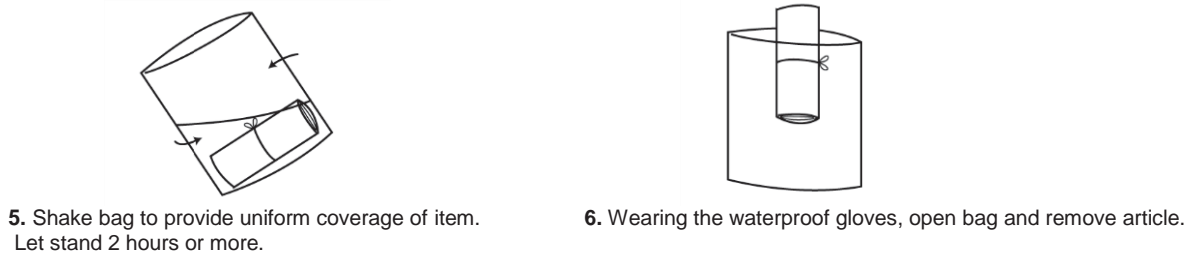 5. Shake bag to provide uniform coverage of item.
Let stand 2 hours or more.
6. Wearing the waterproof gloves, open bag and remove article.